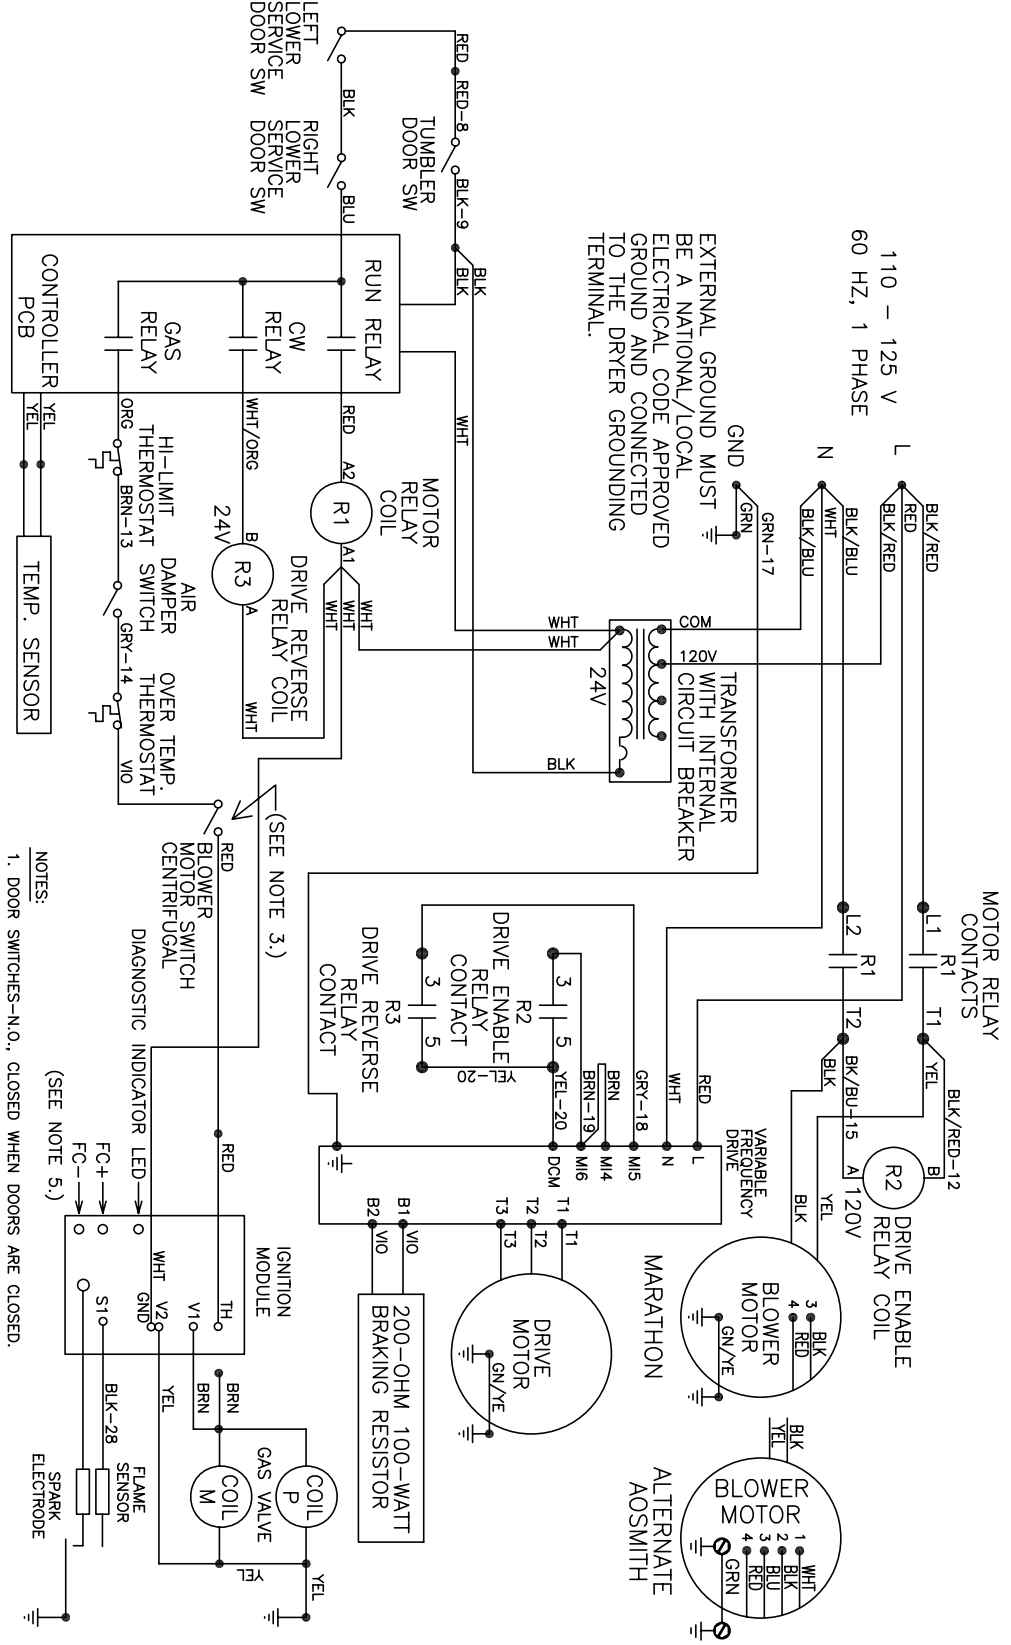 110 - 125 V
60 HZ, 1 PHASE
L
N
GND
BLK/RED
RED
BLK/RED
BLK/BLU
WHT
BLK/BLU
GRN-17
GRN
EXTERNAL GROUND MUST
BE A NATIONAL/LOCAL
ELECTRICAL CODE APPROVED
GROUND AND CONNECTED
TO THE DRYER GROUNDING
TERMINAL.
MOTOR RELAY
CONTACTS
L1
R1
T1
L2
R1
T2
BLK/RED-12
YEL
BK/BU-15
BLK
B
R2
A
120V
DRIVE ENABLE
RELAY COIL
YEL
BLK
BLOWER
MOTOR
3
BLK
4
RED
GN/YE
MARATHON
BLK
YEL
BLOWER
MOTOR
1
WHT
2
BLK
3
BLU
4
RED
GRN
ALTERNATE
AOSMITH
TRANSFORMER
WITH INTERNAL
CIRCUIT BREAKER
COM
120V
24V
WHT
WHT
BLK
RED
RED-8
TUMBLER
DOOR SW
BLK-9
BLK
BLK
LEFT
LOWER
SERVICE
DOOR SW
BLK
RIGHT
LOWER
SERVICE
DOOR SW
BLU
RUN RELAY
CW
RELAY
GAS
RELAY
CONTROLLER
PCB
WHT
RED
A2
R1
A1
MOTOR
RELAY
COIL
WHT
WHT
WHT
WHT/ORG
B
R3
A
24V
DRIVE REVERSE
RELAY COIL
WHT
ORG
HI-LIMIT
THERMOSTAT
BRN-13
AIR
DAMPER
SWITCH
GRY-14
OVER TEMP.
THERMOSTAT
VIO
YEL
YEL
TEMP. SENSOR
(SEE NOTE 3.)
RED
BLOWER
MOTOR SWITCH
CENTRIFUGAL
DRIVE ENABLE
RELAY
CONTACT
R2
3
5
DRIVE REVERSE
RELAY
CONTACT
R3
3
5
YEL-20
YEL-20
BRN-19
BRN
GRY-18
WHT
RED
VARIABLE
FREQUENCY
DRIVE
L
N
MI5
MI4
MI6
DCM
T1
T2
T3
B1
B2
T1
T2
T3
VIO
VIO
DRIVE
MOTOR
GN/YE
200-OHM 100-WATT
BRAKING RESISTOR
RED
IGNITION
MODULE
TH
V1
V2
GND
WHT
S1
DIAGNOSTIC INDICATOR LED
FC+
FC-
(SEE NOTE 5.)
BRN
BRN
YEL
COIL
P
COIL
M
GAS VALVE
YEL
YEL
BLK-28
FLAME
SENSOR
SPARK
ELECTRODE
NOTES:
1. DOOR SWITCHES-N.O., CLOSED WHEN DOORS ARE CLOSED.